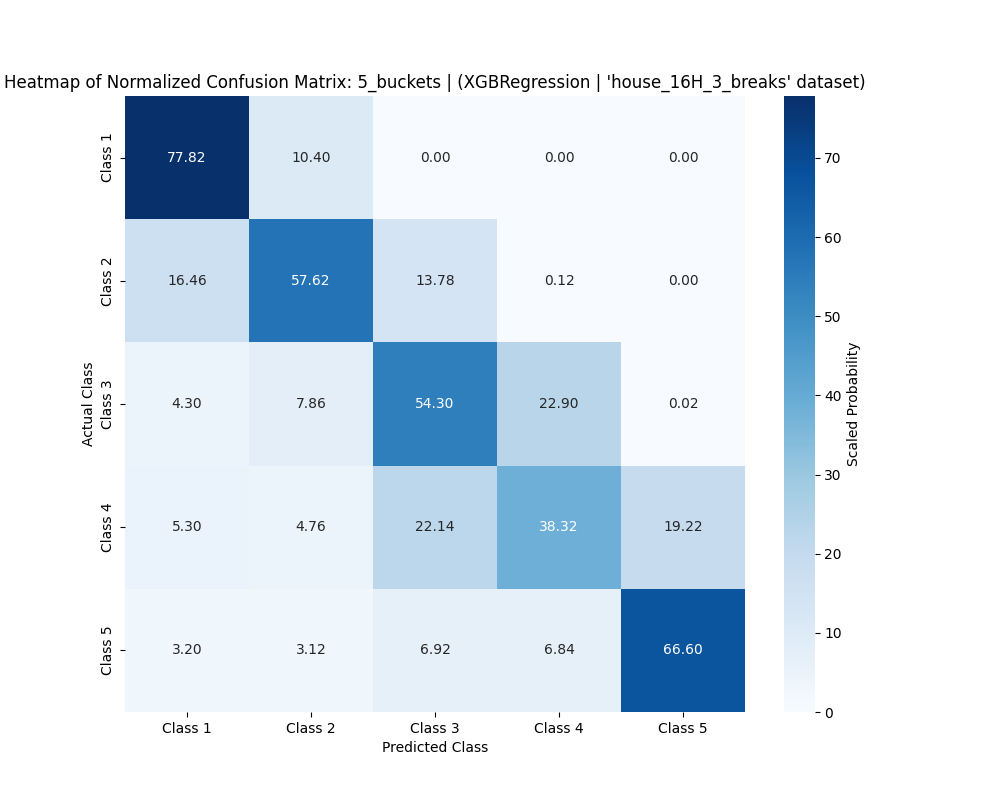 Heatmap of Normalized Confusion Matrix: 5_buckets | (XGBRegression | 'house_16H_3_breaks' dataset)
Class 1 77.82 10.40 0.00 0.00 0.00
Class 2 16.46 57.62 13.78 0.12 0.00
Class 3 4.30 7.86 54.30 22.90 0.02
Class 4 5.30 4.76 22.14 38.32 19.22
Class 5 3.20 3.12 6.92 6.84 66.60
Actual Class
Class 1 Class 2 Class 3 Class 4 Class 5
Predicted Class
70
60
50
40
30
20
10
0
Scaled Probability